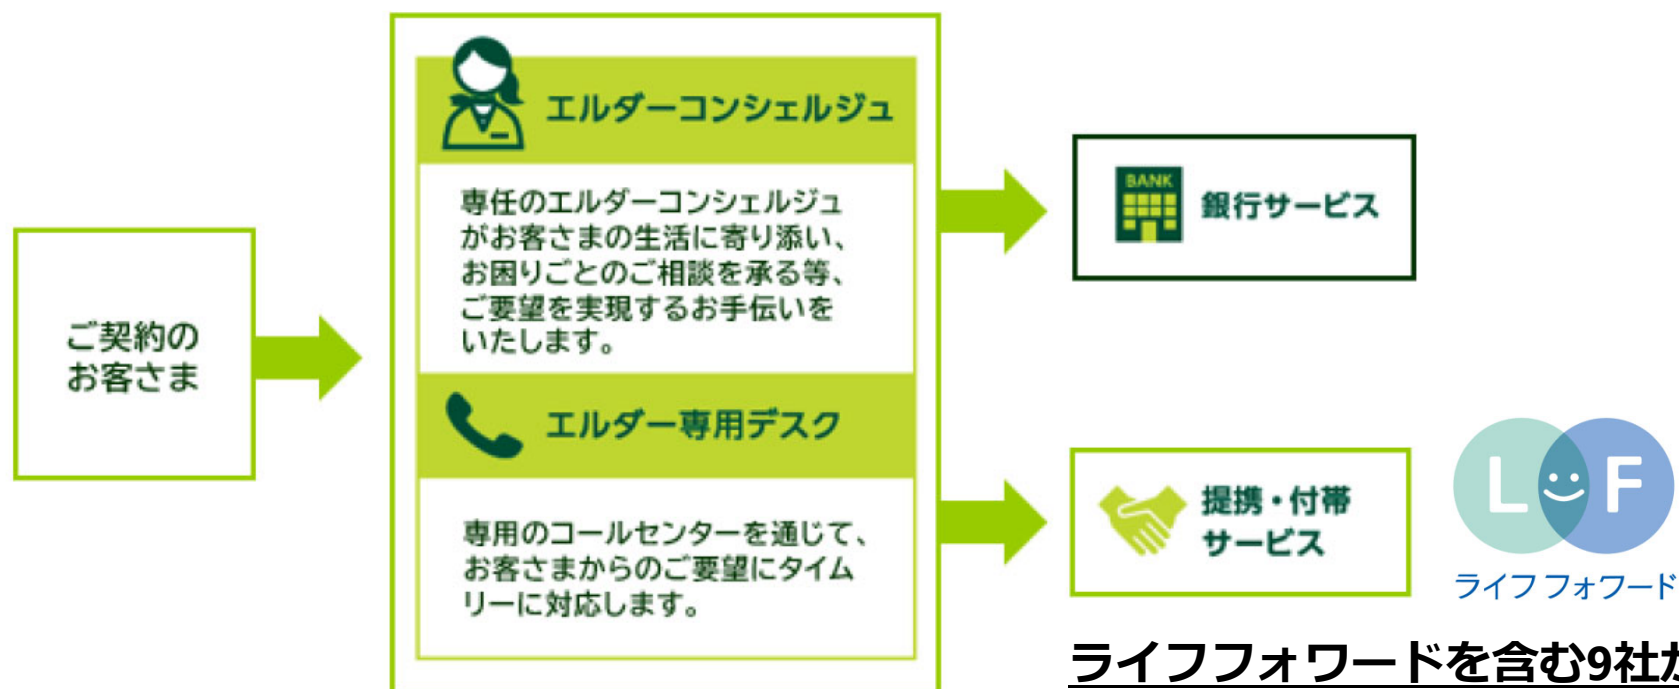 ご契約の
お客さま
エルダーコンシェルジュ
専任のエルダーコンシェルジュ
がお客さまの生活に寄り添い、
お困りごとのご相談を承る等、
ご要望を実現するお手伝いを
いたします。
エルダー専用デスク
専用のコールセンターを通じて、
お客さまからのご要望にタイム
リーに対応します。
BANK
銀行サービス
提携・付帯
サービス
L F
ライフ フォワード
ライフフォワードを含む9社が